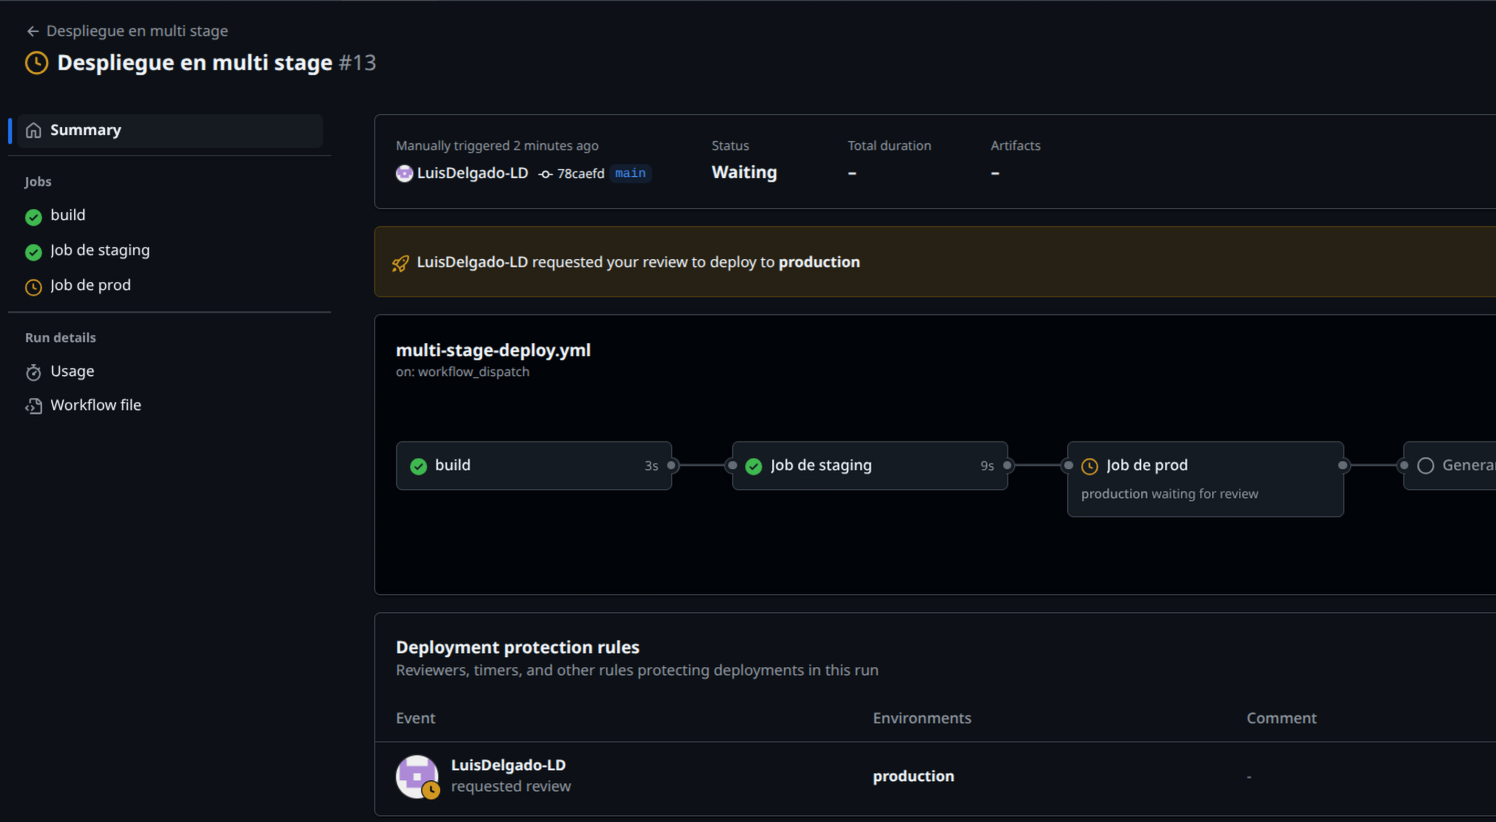 Despliegue en multi stage
Despliegue en multi stage #13
Summary
Jobs
build
Job de staging
Job de prod
Run details
Usage
Workflow file
Manually triggered 2 minutes ago
LuisDelgado-LD 78caefd main
Status
Waiting
Total duration
–
Artifacts
–
LuisDelgado-LD requested your review to deploy to production
multi-stage-deploy.yml
on: workflow_dispatch
build 3s
Job de staging 9s
Job de prod
production waiting for review
Deployment protection rules
Reviewers, timers, and other rules protecting deployments in this run
Event Environments Comment
LuisDelgado-LD
requested review
production
-